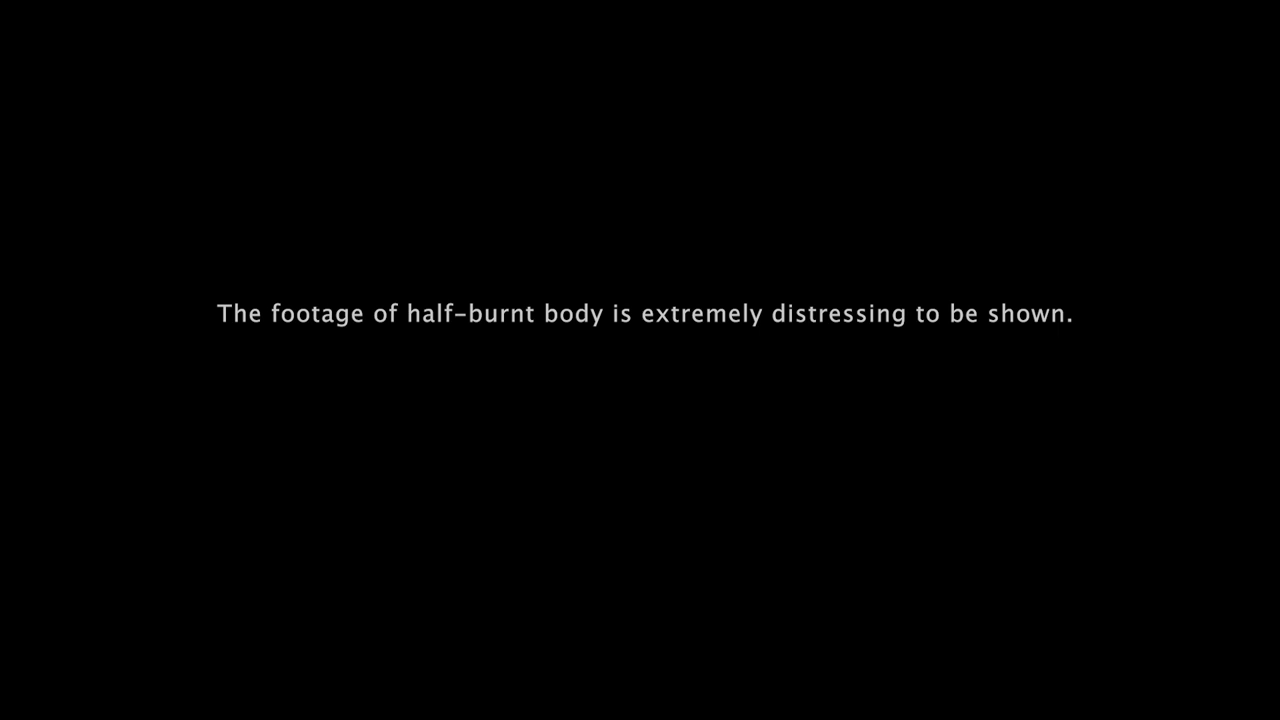 The footage of half-burnt body is extremely distressing to be shown.